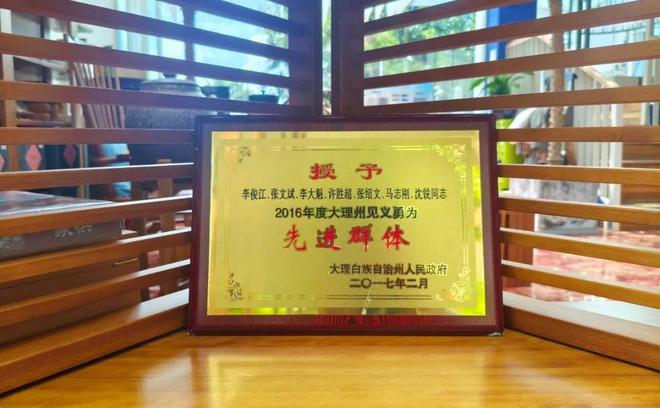 授予
李俊江、张文斌、李大魁、许胜超、张绍文、马志刚、沈锐同志
2016年度大理州见义勇为
先进群体
大理白族自治州人民政府
二〇一七年二月